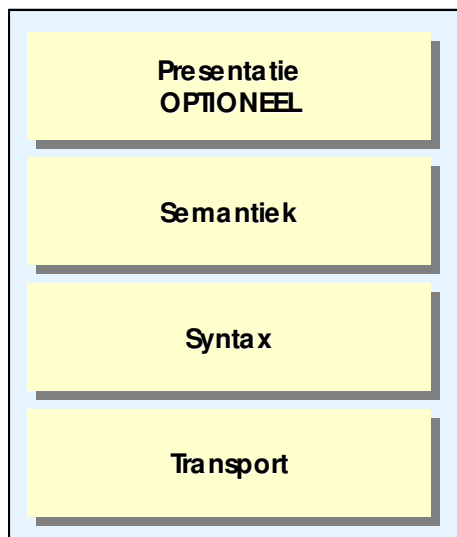 Presentatie
OPTIONEEL
Semantiek
Syntax
Transport